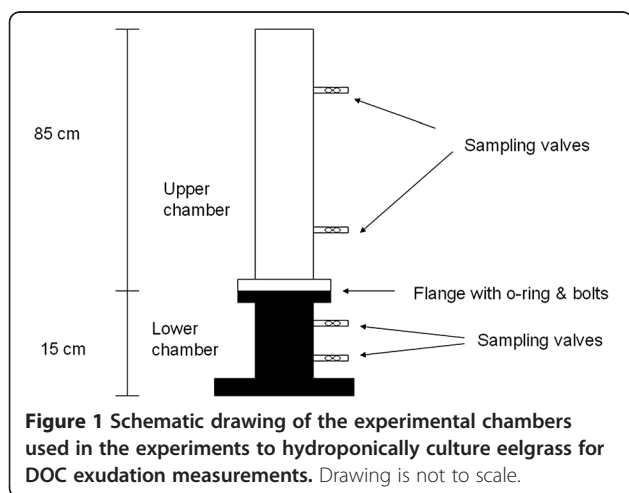 85 cm
Sampling valves
Upper
chamber
Flange with o-ring & bolts
Lower
chamber
15 cm
Sampling valves
Figure 1 Schematic drawing of the experimental chambers
used in the experiments to hydroponically culture eelgrass for
DOC exudation measurements. Drawing is not to scale.